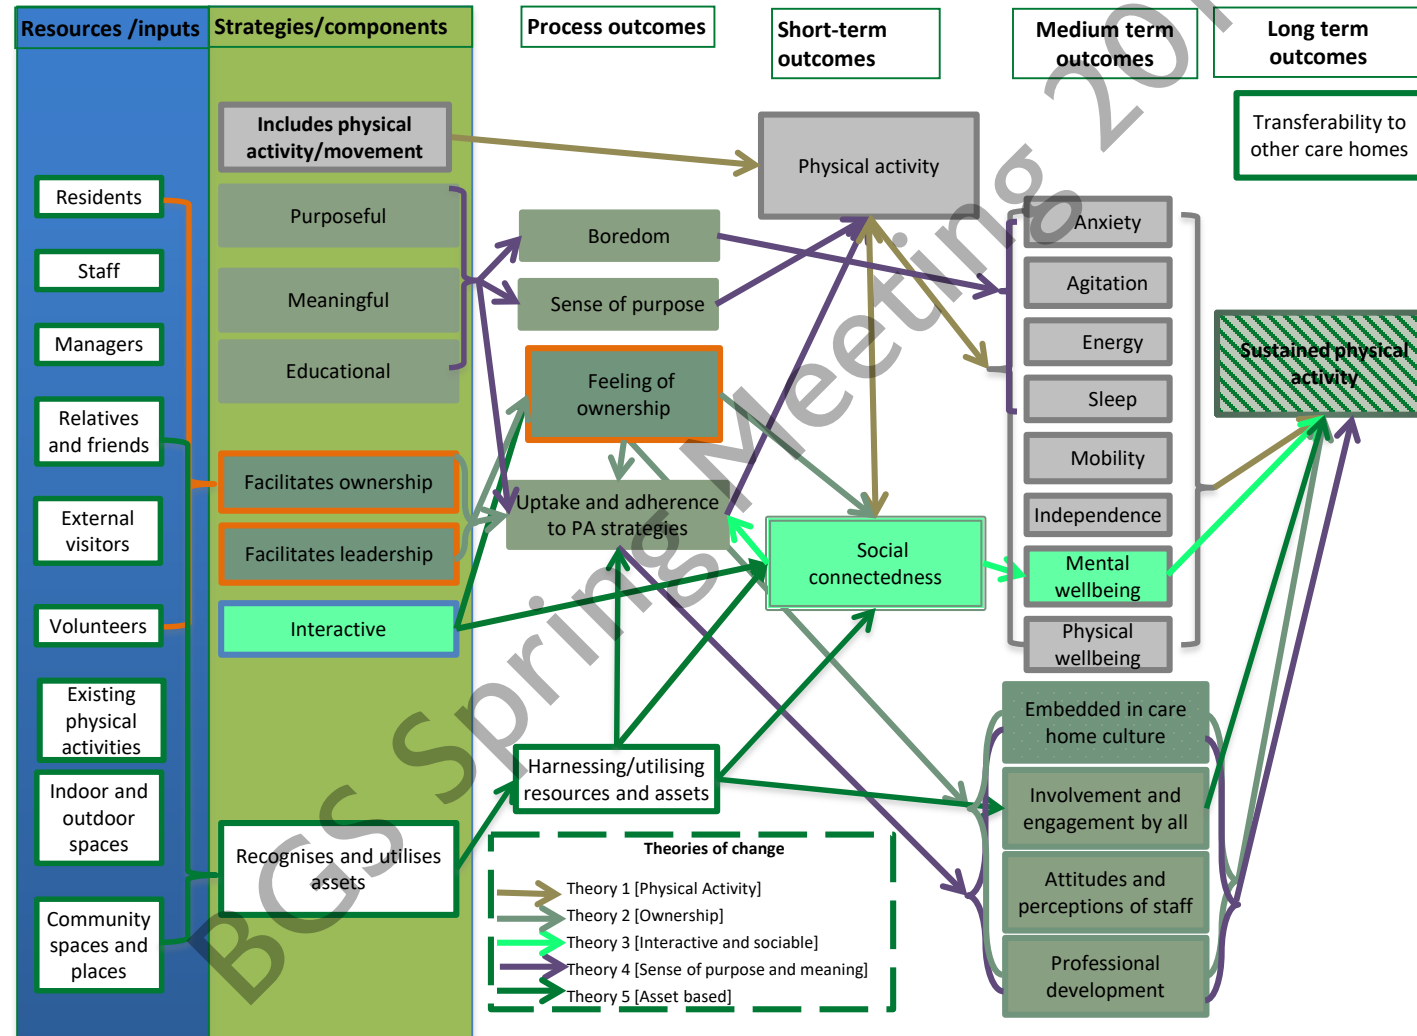 Resources /inputs
Strategies/components
Process outcomes
Short-term
outcomes
Medium term
outcomes
Long term
outcomes
Residents
Staff
Managers
Relatives
and friends
External
visitors
Volunteers
Existing
physical
activities
Indoor and
outdoor
spaces
Community
spaces and
places
Includes physical
activity/movement
Purposeful
Meaningful
Educational
Facilitates ownership
Facilitates leadership
Interactive
Recognises and utilises
assets
Boredom
Sense of purpose
Feeling of
ownership
Uptake and adherence
to PA strategies
Harnessing/utilising
resources and assets
Physical activity
Social
connectedness
Anxiety
Agitation
Energy
Sleep
Mobility
Independence
Mental
wellbeing
Physical
wellbeing
Embedded in care
home culture
Involvement and
engagement by all
Attitudes and
perceptions of staff
Professional
development
Transferability to
other care homes
Sustained physical
activity
Theories of change
Theory 1 [Physical Activity]
Theory 2 [Ownership]
Theory 3 [Interactive and sociable]
Theory 4 [Sense of purpose and meaning]
Theory 5 [Asset based]
BGS Spring Meeting